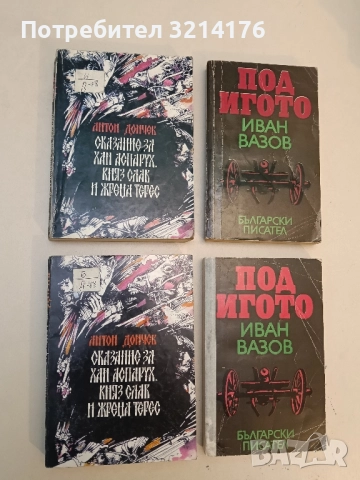 Потребител 3214176
АНТОН ДОНЧЕВ
СКАЗАНИЕ ЗА
ХАН АСПАРУХ,
КНЯЗ СЛАВ
И ЖРЕЦА ТЕРЕС
ПОД
ИГОТО
ИВАН
ВАЗОВ
БЪЛГАРСКИ
ПИСАТЕЛ
АНТОН ДОНЧЕВ
СКАЗАНИЕ ЗА
ХАН АСПАРУХ,
КНЯЗ СЛАВ
И ЖРЕЦА ТЕРЕС
ПОД
ИГОТО
ИВАН
ВАЗОВ
БЪЛГАРСКИ
ПИСАТЕЛ
BAZAR